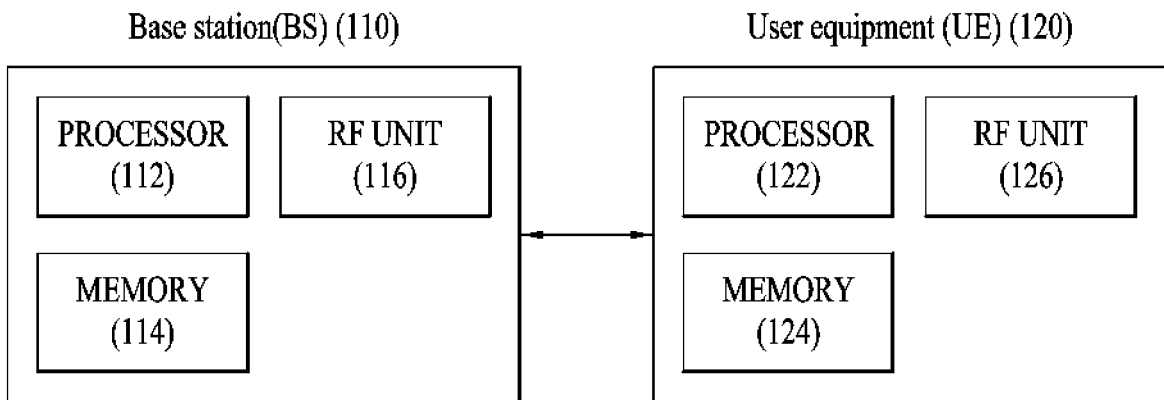 Base station(BS) (110)
PROCESSOR
(112)
RF UNIT
(116)
MEMORY
(114)
User equipment (UE) (120)
PROCESSOR
(122)
RF UNIT
(126)
MEMORY
(124)